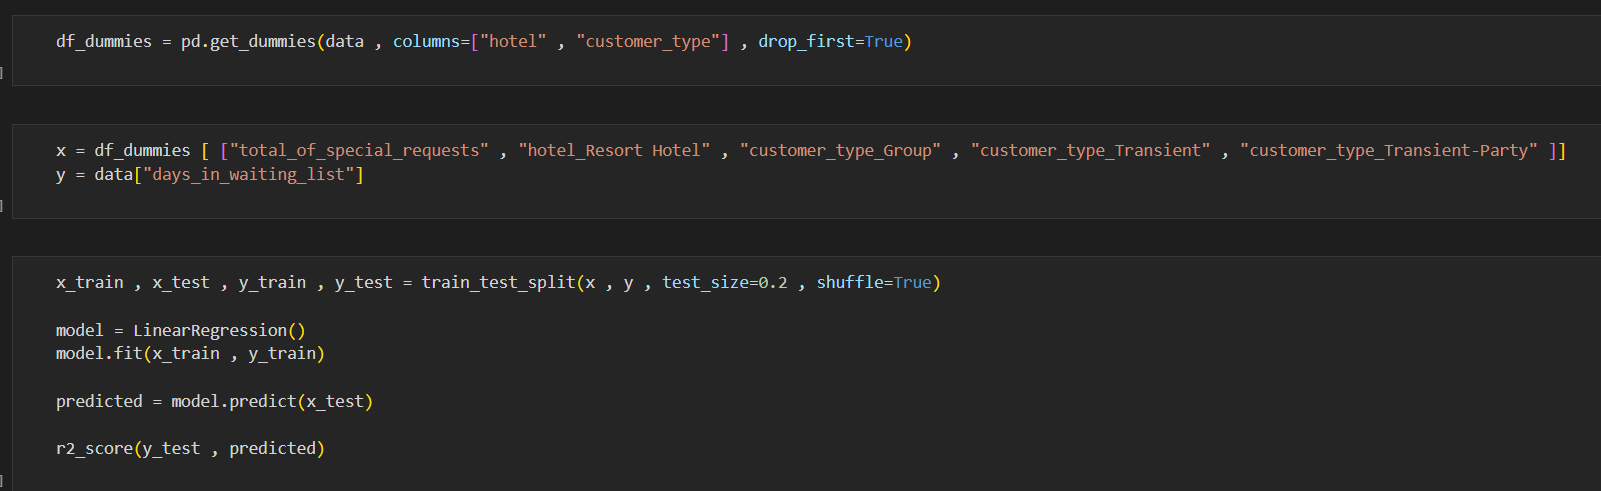 df_dummies = pd.get_dummies(data , columns=["hotel" , "customer_type"] , drop_first=True)
]
x = df_dummies [ ["total_of_special_requests" , "hotel_Resort Hotel" , "customer_type_Group" , "customer_type_Transient" , "customer_type_Transient-Party" ]]
y = data["days_in_waiting_list"]
]
x_train , x_test , y_train , y_test = train_test_split(x , y , test_size=0.2 , shuffle=True)
model = LinearRegression()
model.fit(x_train , y_train)
predicted = model.predict(x_test)
r2_score(y_test , predicted)
]